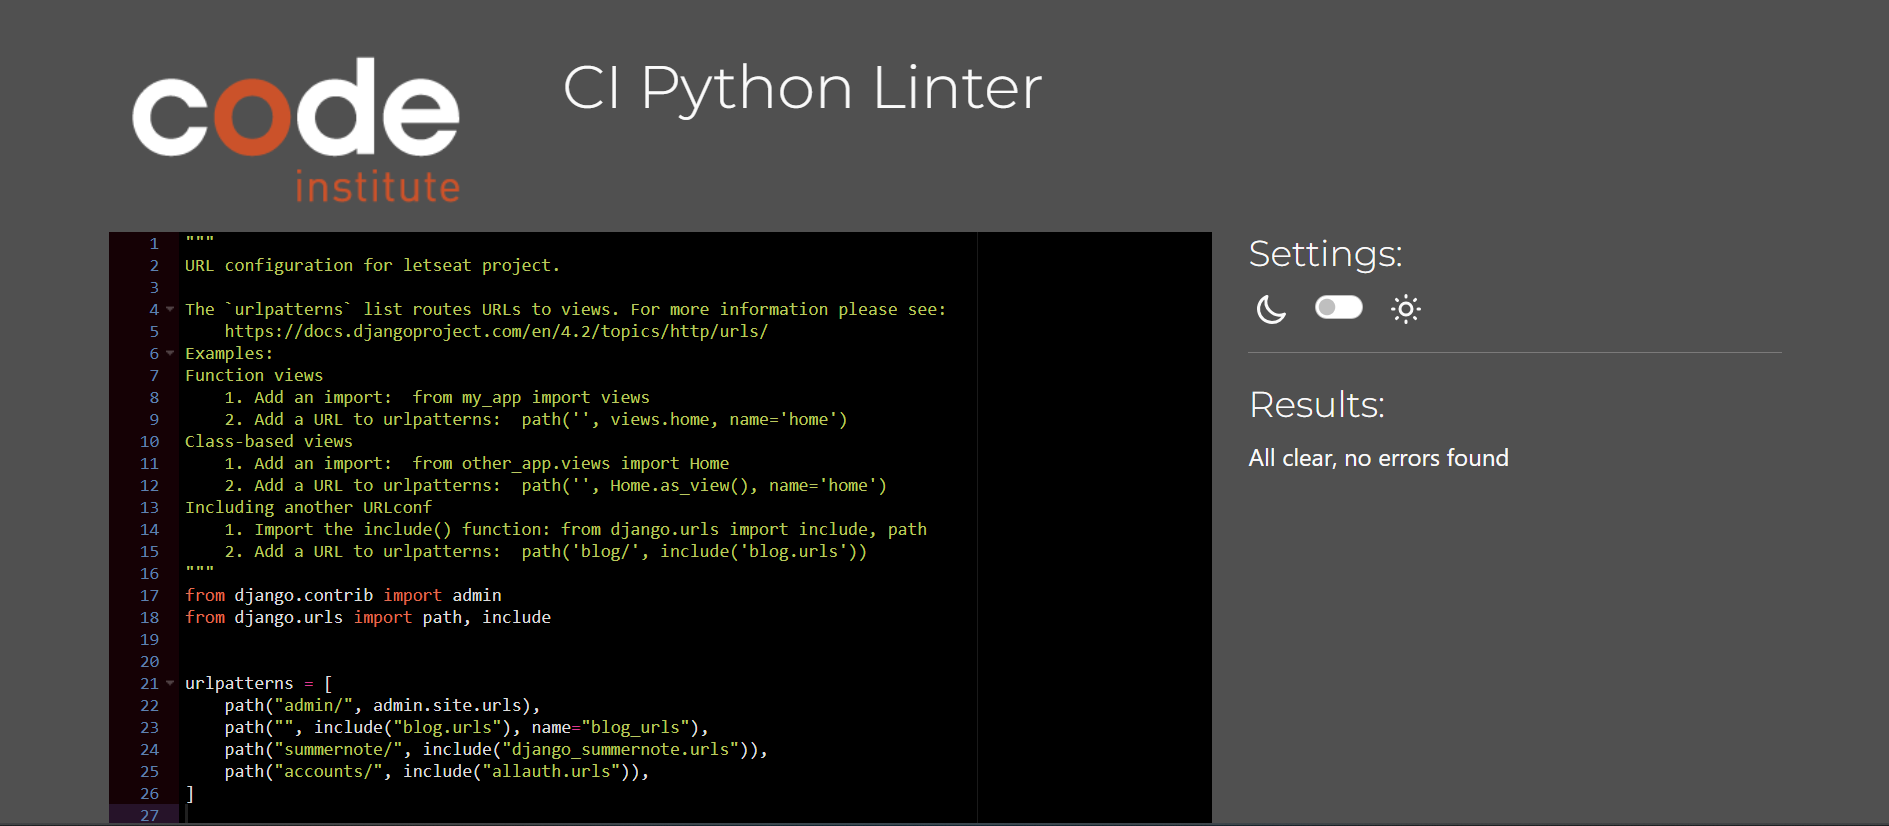 code
institute
CI Python Linter
1 """
2 URL configuration for letseat project.
3
4 The `urlpatterns` list routes URLs to views. For more information please see:
5     https://docs.djangoproject.com/en/4.2/topics/http/urls/
6 Examples:
7 Function views
8     1. Add an import:  from my_app import views
9     2. Add a URL to urlpatterns:  path('', views.home, name='home')
10 Class-based views
11     1. Add an import:  from other_app.views import Home
12     2. Add a URL to urlpatterns:  path('', Home.as_view(), name='home')
13 Including another URLconf
14     1. Import the include() function: from django.urls import include, path
15     2. Add a URL to urlpatterns:  path('blog/', include('blog.urls'))
16 """
17 from django.contrib import admin
18 from django.urls import path, include
19
20
21 urlpatterns = [
22     path("admin/", admin.site.urls),
23     path("", include("blog.urls"), name="blog_urls"),
24     path("summernote/", include("django_summernote.urls")),
25     path("accounts/", include("allauth.urls")),
26 ]
27
Settings:
Results:
All clear, no errors found